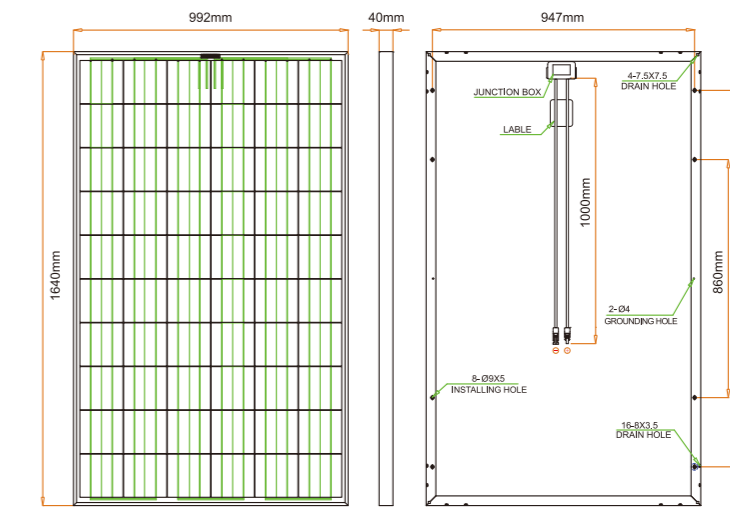 992mm
40mm
947mm
4-7.5X7.5
DRAIN HOLE
JUNCTION BOX
LABLE
1640mm
1000mm
860mm
2-Ø4
GROUNDING HOLE
8-Ø9X5
INSTALLING HOLE
16-8X3.5
DRAIN HOLE